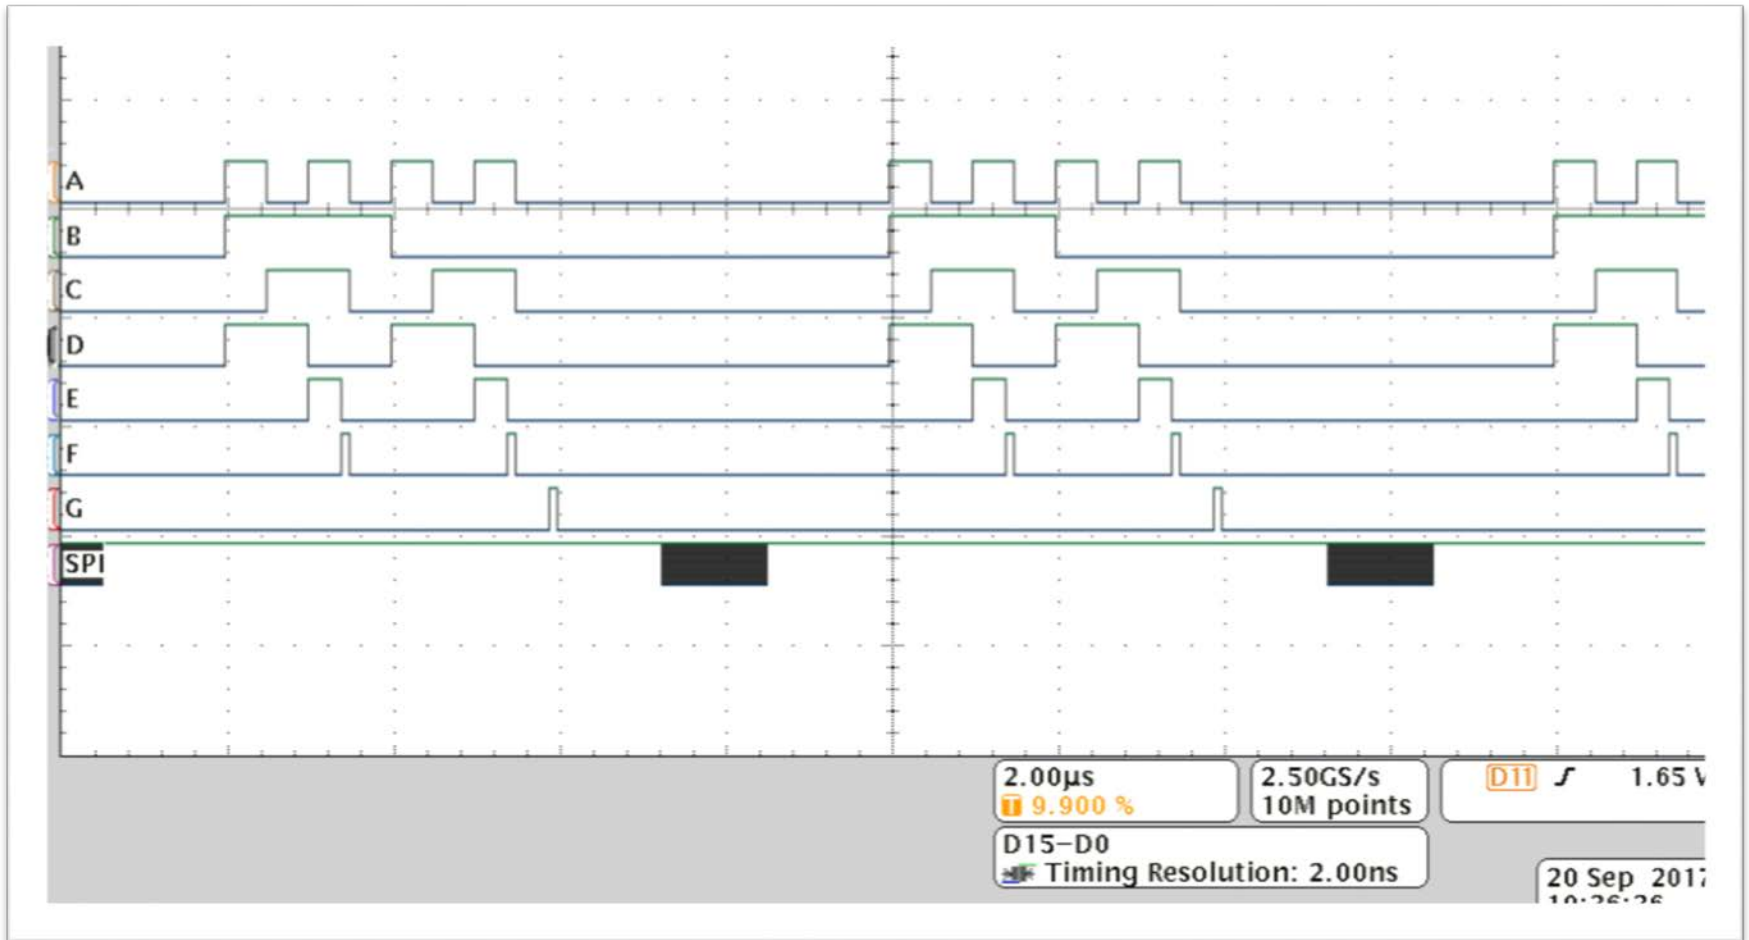 A
B
C
D
E
F
G
SPI
2.00µs
T 9.900 %
2.50GS/s
10M points
D11 1.65 V
D15-D0
Timing Resolution: 2.00ns
20 Sep 2017